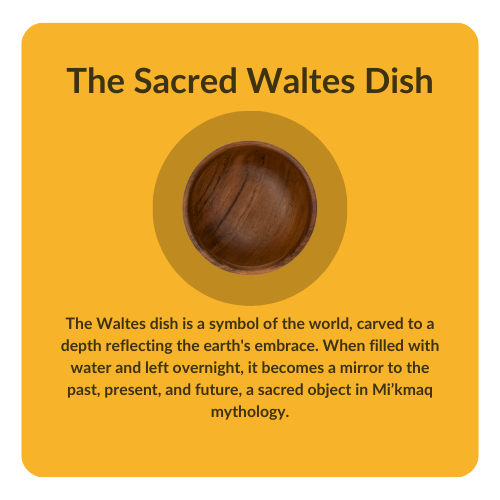 The Sacred Waltes Dish
The Waltes dish is a symbol of the world, carved to a
depth reflecting the earth's embrace. When filled with
water and left overnight, it becomes a mirror to the
past, present, and future, a sacred object in Mi’kmaq
mythology.